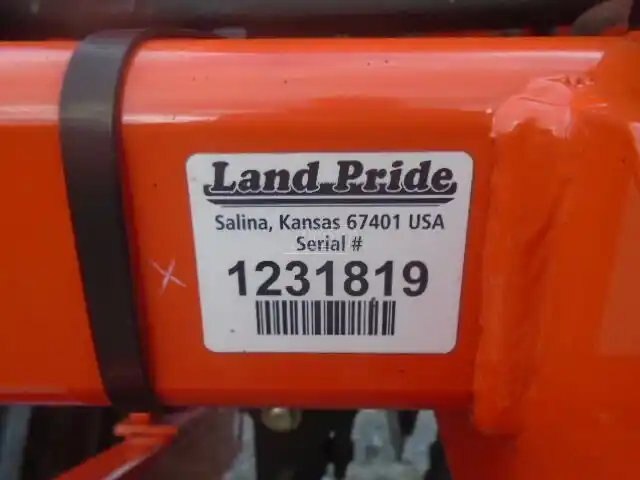 Land Pride
Salina, Kansas 67401 USA
Serial #
1231819